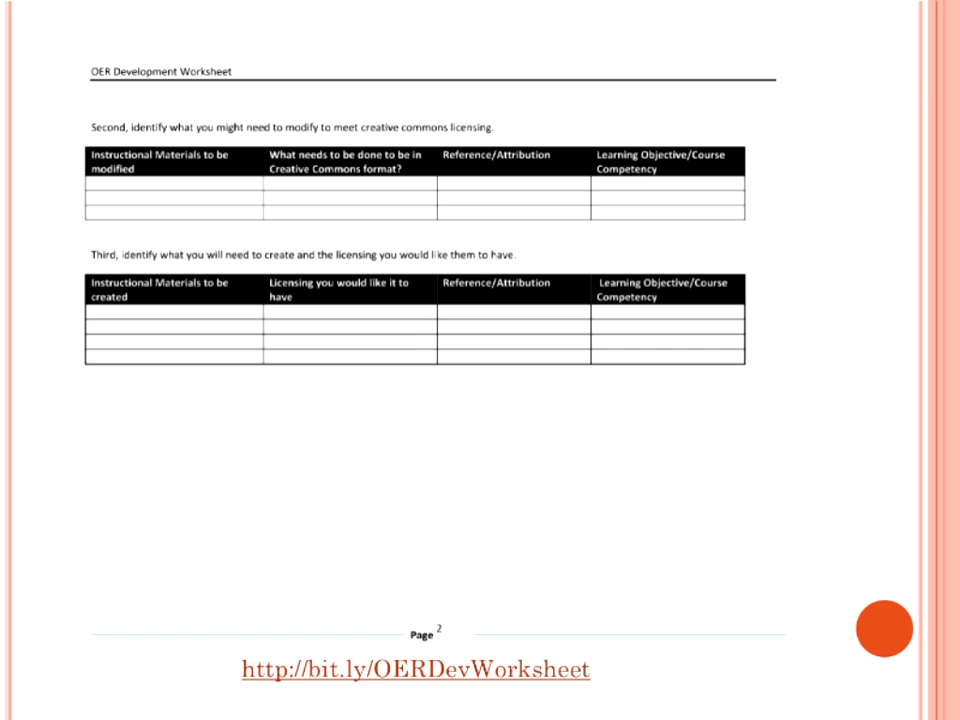 OER Development Worksheet
Second, identify what you might need to modify to meet creative commons licensing.
Instructional Materials to be modified
What needs to be done to be in Creative Commons format?
Reference/Attribution
Learning Objective/Course Competency
Third, identify what you will need to create and the licensing you would like them to have.
Instructional Materials to be created
Licensing you would like it to have
Reference/Attribution
Learning Objective/Course Competency
Page 2
http://bit.ly/OERDevWorksheet